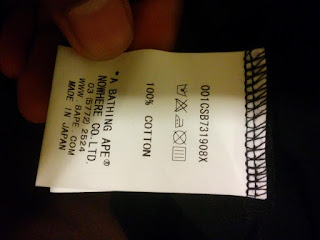 001CSB731908X
100% COTTON
*A BATHING APE®
NOWHERE CO.LTD.
03(5772)2524
WWW.BAPE.COM
MADE IN JAPAN